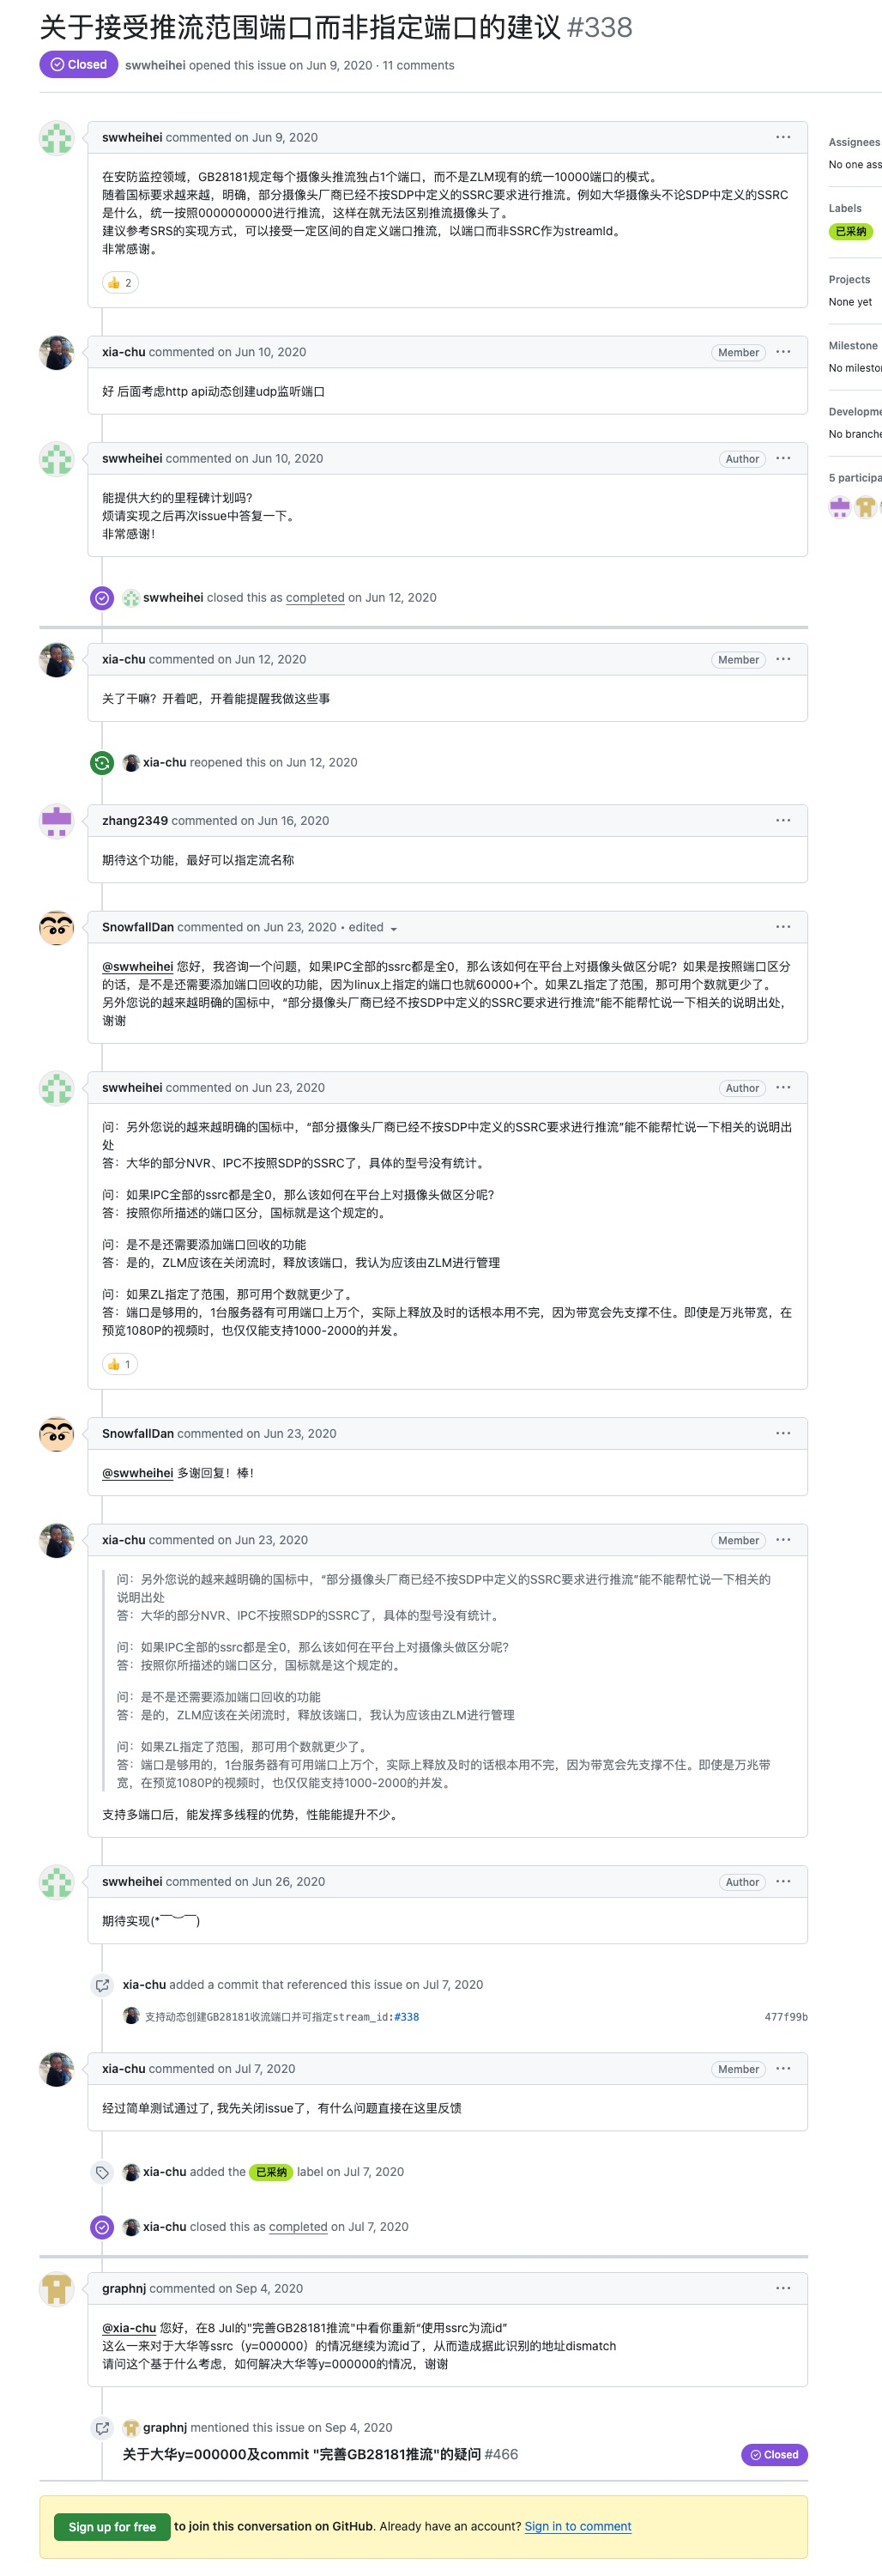 关于接受推流范围端口而非指定端口的建议 #338
Closed swwheihei opened this issue on Jun 9, 2020 · 11 comments
swwheihei commented on Jun 9, 2020
在安防监控领域，GB28181规定每个摄像头推流独占1个端口，而不是ZLM现有的统一10000端口的模式。
随着国标要求越来越，明确，部分摄像头厂商已经不按SDP中定义的SSRC要求进行推流。例如大华摄像头不论SDP中定义的SSRC
是什么，统一按照0000000000进行推流，这样在就无法区别推流摄像头了。
建议参考SRS的实现方式，可以接受一定区间的自定义端口推流，以端口而非SSRC作为streamId。
非常感谢。
👍 2
Assignees
No one ass
Labels
已采纳
Projects
None yet
Milestone
No milesto
Developme
No branche
5 participa
xia-chu commented on Jun 10, 2020 Member
好 后面考虑http api动态创建udp监听端口
swwheihei commented on Jun 10, 2020 Author
能提供大约的里程碑计划吗?
烦请实现之后再次issue中答复一下。
非常感谢！
swwheihei closed this as completed on Jun 12, 2020
xia-chu commented on Jun 12, 2020 Member
关了干嘛？开着吧，开着能提醒我做这些事
xia-chu reopened this on Jun 12, 2020
zhang2349 commented on Jun 16, 2020
期待这个功能，最好可以指定流名称
SnowfallDan commented on Jun 23, 2020 • edited
@swwheihei 您好，我咨询一个问题，如果IPC全部的ssrc都是全0，那么该如何在平台上对摄像头做区分呢？如果是按照端口区分
的话，是不是还需要添加端口回收的功能，因为linux上指定的端口也就60000+个。如果ZL指定了范围，那可用个数就更少了。
另外您说的越来越明确的国标中，“部分摄像头厂商已经不按SDP中定义的SSRC要求进行推流”能不能帮忙说一下相关的说明出处，
谢谢
swwheihei commented on Jun 23, 2020 Author
问：另外您说的越来越明确的国标中，“部分摄像头厂商已经不按SDP中定义的SSRC要求进行推流”能不能帮忙说一下相关的说明出
处
答：大华的部分NVR、IPC不按照SDP的SSRC了，具体的型号没有统计。
问：如果IPC全部的ssrc都是全0，那么该如何在平台上对摄像头做区分呢?
答：按照你所描述的端口区分，国标就是这个规定的。
问：是不是还需要添加端口回收的功能
答：是的，ZLM应该在关闭流时，释放该端口，我认为应该由ZLM进行管理
问：如果ZL指定了范围，那可用个数就更少了。
答：端口是够用的，1台服务器有可用端口上万个，实际上释放及时的话根本用不完，因为带宽会先支撑不住。即使是万兆带宽，在
预览1080P的视频时，也仅仅能支持1000-2000的并发。
👍 1
SnowfallDan commented on Jun 23, 2020
@swwheihei 多谢回复！棒！
xia-chu commented on Jun 23, 2020 Member
问：另外您说的越来越明确的国标中，“部分摄像头厂商已经不按SDP中定义的SSRC要求进行推流”能不能帮忙说一下相关的
说明出处
答：大华的部分NVR、IPC不按照SDP的SSRC了，具体的型号没有统计。
问：如果IPC全部的ssrc都是全0，那么该如何在平台上对摄像头做区分呢?
答：按照你所描述的端口区分，国标就是这个规定的。
问：是不是还需要添加端口回收的功能
答：是的，ZLM应该在关闭流时，释放该端口，我认为应该由ZLM进行管理
问：如果ZL指定了范围，那可用个数就更少了。
答：端口是够用的，1台服务器有可用端口上万个，实际上释放及时的话根本用不完，因为带宽会先支撑不住。即使是万兆带
宽，在预览1080P的视频时，也仅仅能支持1000-2000的并发。
支持多端口后，能发挥多线程的优势，性能能提升不少。
swwheihei commented on Jun 26, 2020 Author
期待实现(*￣︶￣)
xia-chu added a commit that referenced this issue on Jul 7, 2020
支持动态创建GB28181收流端口并可指定stream_id:#338 477f99b
xia-chu commented on Jul 7, 2020 Member
经过简单测试通过了, 我先关闭issue了，有什么问题直接在这里反馈
xia-chu added the 已采纳 label on Jul 7, 2020
xia-chu closed this as completed on Jul 7, 2020
graphnj commented on Sep 4, 2020
@xia-chu 您好，在8 Jul的"完善GB28181推流"中看你重新“使用ssrc为流id”
这么一来对于大华等ssrc（y=000000）的情况继续为流id了，从而造成据此识别的地址dismatch
请问这个基于什么考虑，如何解决大华等y=000000的情况，谢谢
graphnj mentioned this issue on Sep 4, 2020
关于大华y=000000及commit "完善GB28181推流"的疑问 #466 Closed
Sign up for free to join this conversation on GitHub. Already have an account? Sign in to comment